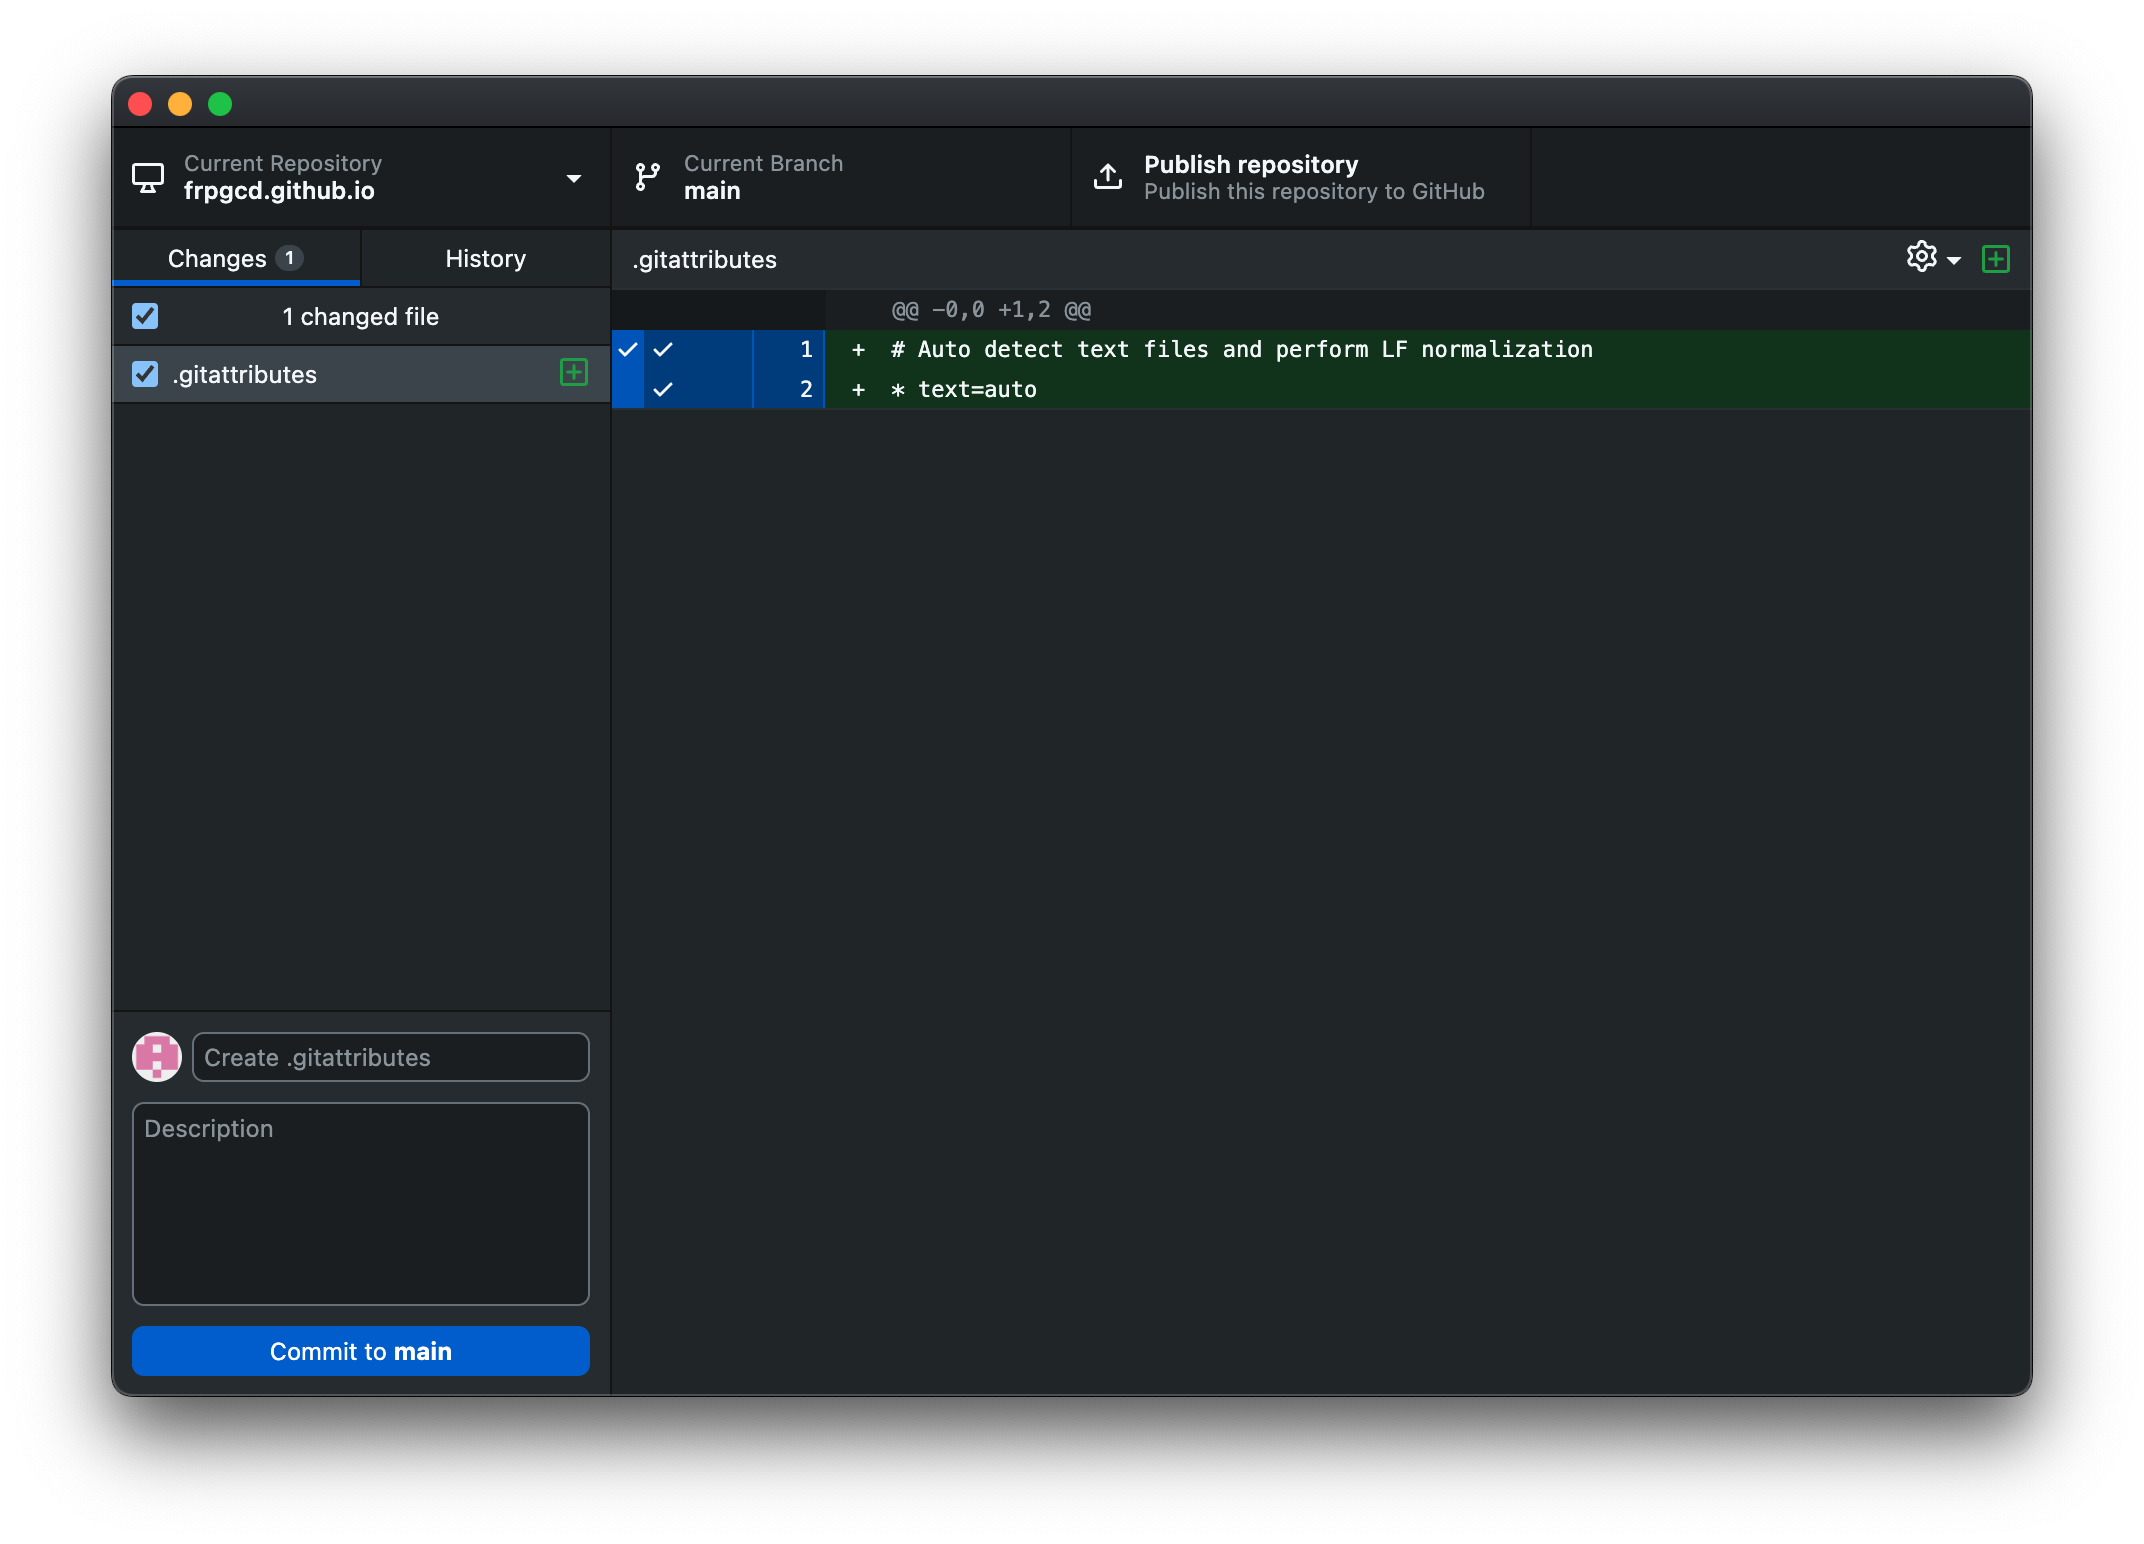 Current Repository
frpgcd.github.io
Current Branch
main
Publish repository
Publish this repository to GitHub
Changes 1
History
.gitattributes
1 changed file
.gitattributes
@@ -0,0 +1,2 @@
1 + # Auto detect text files and perform LF normalization
2 + * text=auto
Create .gitattributes
Description
Commit to main